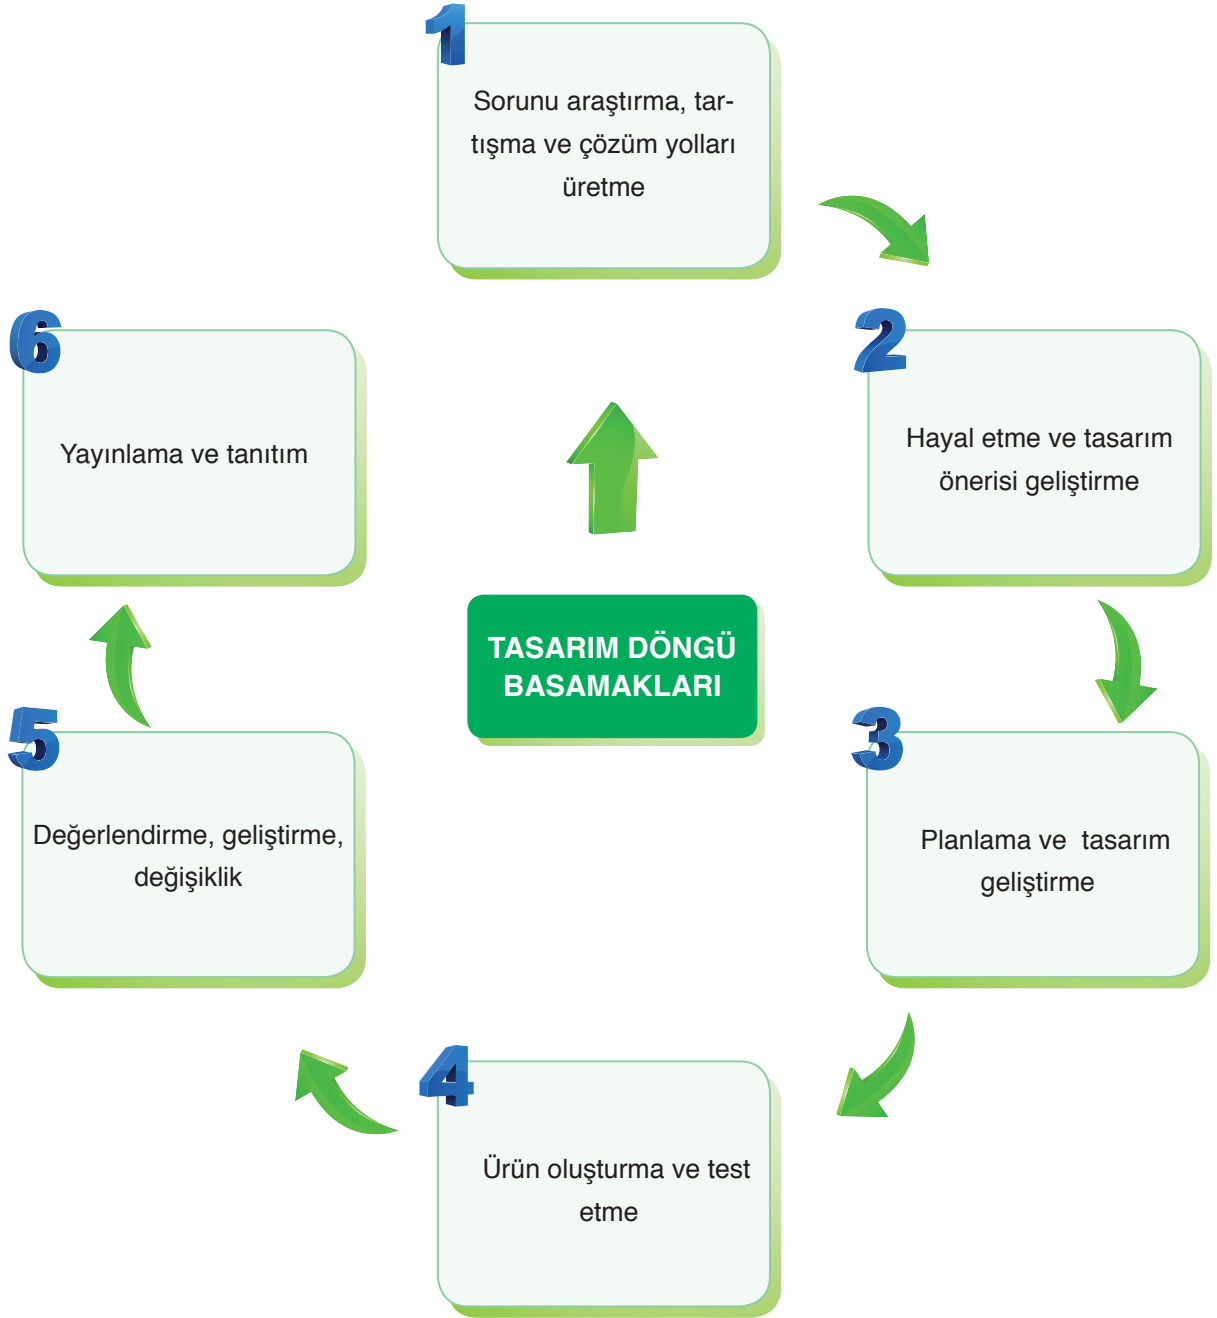 1
Sorunu araştırma, tar-
tışma ve çözüm yolları
üretme
2
Hayal etme ve tasarım
önerisi geliştirme
3
Planlama ve  tasarım
geliştirme
4
Ürün oluşturma ve test
etme
5
Değerlendirme, geliştirme,
değişiklik
6
Yayınlama ve tanıtım
TASARIM DÖNGÜ
BASAMAKLARI